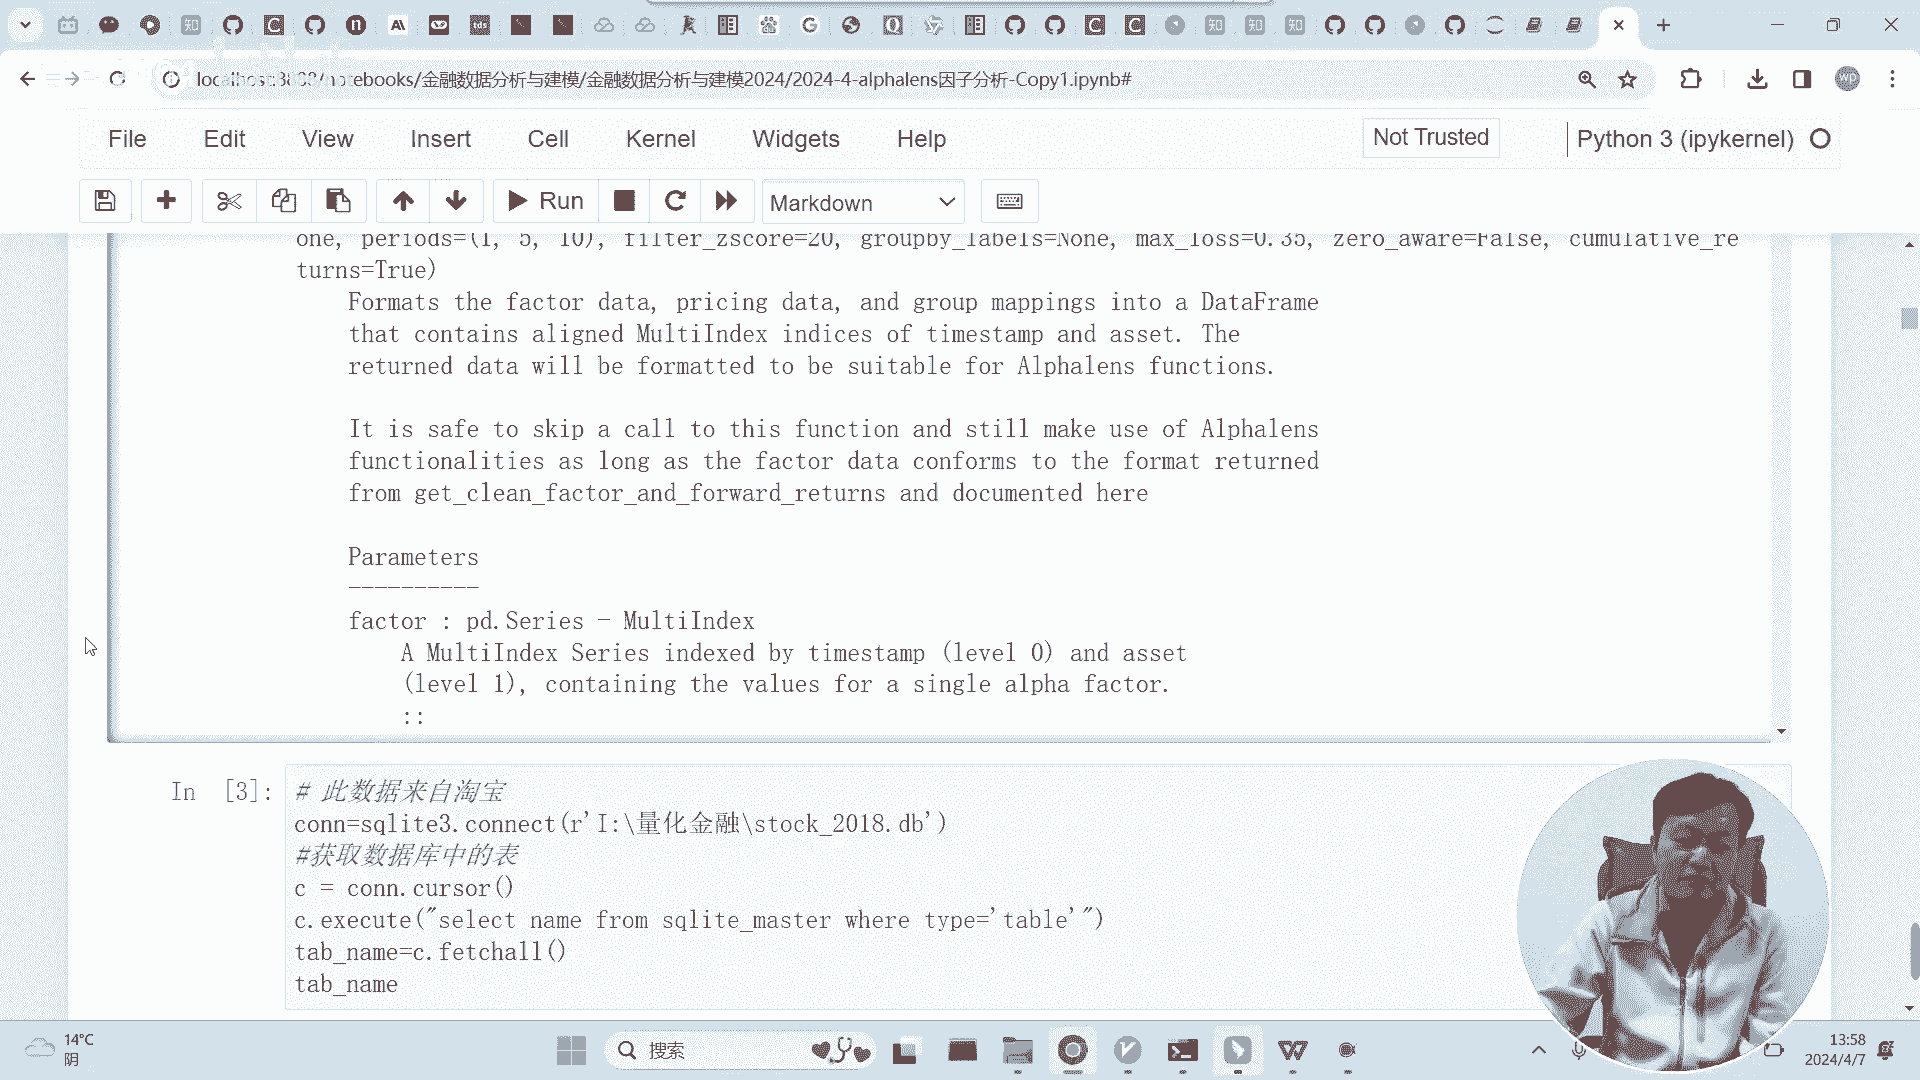 localhost:3888/notebooks/金融数据分析与建模/金融数据分析与建模2024/2024-4-alphalens因子分析-Copy1.ipynb#
File Edit View Insert Cell Kernel Widgets Help Not Trusted Python 3 (ipykernel)
Run Markdown
one, periods=(1, 5, 10), filter_zscore=20, groupby_labels=None, max_loss=0.35, zero_aware=False, cumulative_re
turns=True)
Formats the factor data, pricing data, and group mappings into a DataFrame
that contains aligned MultiIndex indices of timestamp and asset. The
returned data will be formatted to be suitable for Alphalens functions.
It is safe to skip a call to this function and still make use of Alphalens
functionalities as long as the factor data conforms to the format returned
from get_clean_factor_and_forward_returns and documented here
Parameters
----------
factor : pd.Series - MultiIndex
A MultiIndex Series indexed by timestamp (level 0) and asset
(level 1), containing the values for a single alpha factor.
::
In [3]: # 此数据来自淘宝
conn=sqlite3.connect(r'I:\量化金融\stock_2018.db')
#获取数据库中的表
c = conn.cursor()
c.execute("select name from sqlite_master where type='table'")
tab_name=c.fetchall()
tab_name
14°C
阴
搜索
13:58
2024/4/7